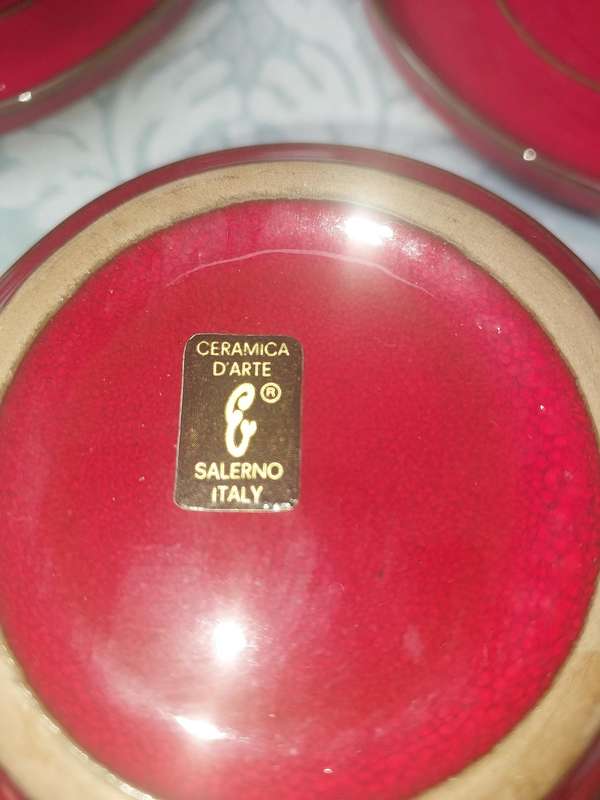 CERAMICA
D'ARTE
®
SALERNO
ITALY